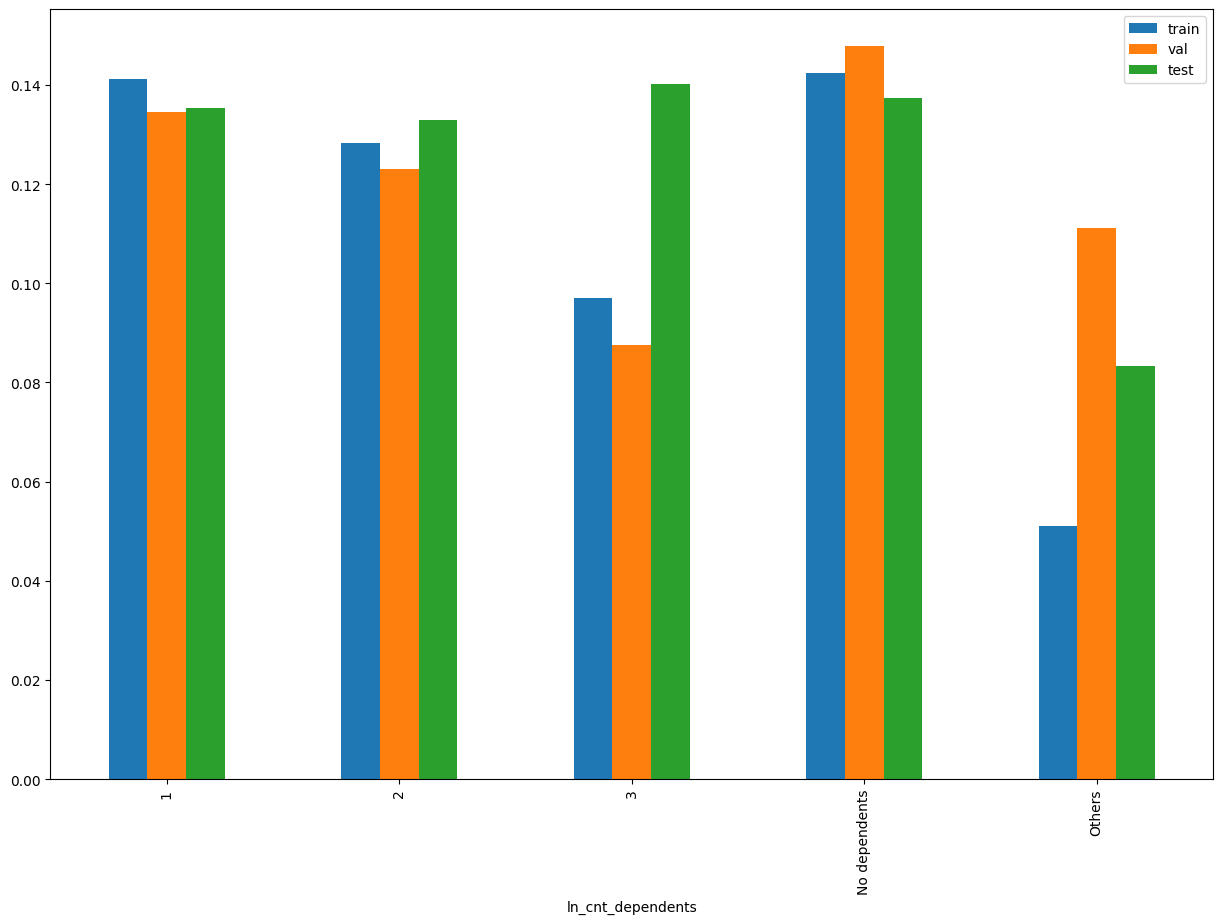 train
val
test
0.14
0.12
0.10
0.08
0.06
0.04
0.02
0.00
1
2
3
No dependents
Others
ln_cnt_dependents